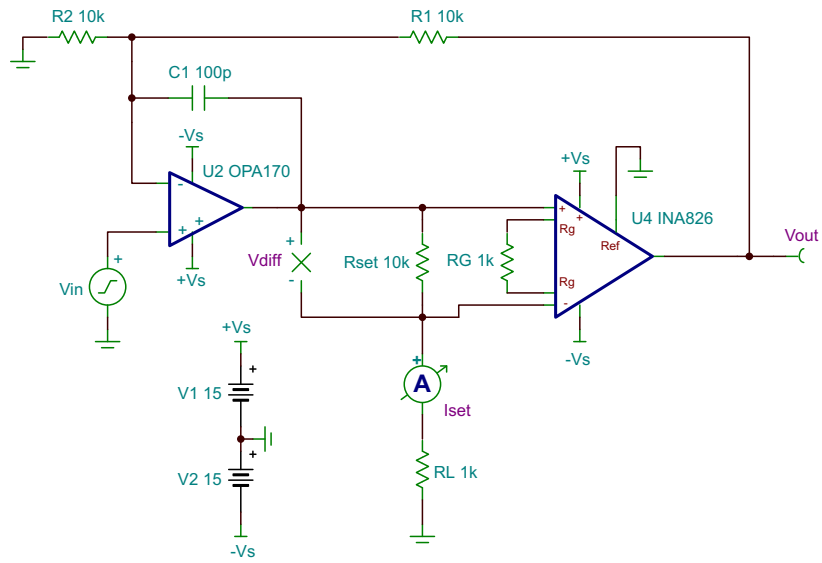 R2 10k
R1 10k
C1 100p
-Vs
U2 OPA170
-
+
+
+Vs
Vin
+
Vdiff
+
-
Rset 10k
RG 1k
+Vs
+
+
Rg
Rg
-
Ref
U4 INA826
-Vs
Vout
+Vs
V1 15
+
V2 15
+
-Vs
+
A
Iset
RL 1k